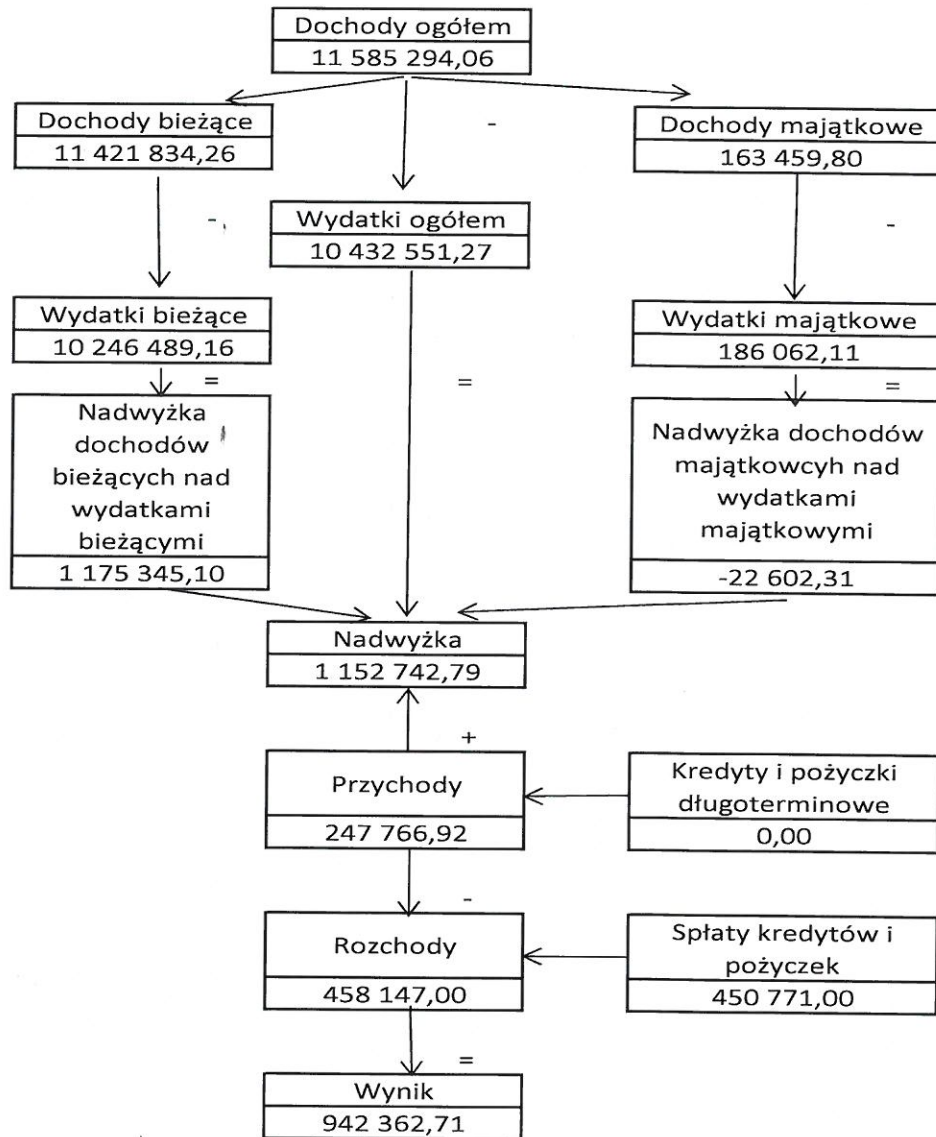 Dochody ogółem
11 585 294,06
Dochody bieżące
11 421 834,26
-
Dochody majątkowe
163 459,80
Wydatki ogółem
10 432 551,27
-
-
Wydatki bieżące
10 246 489,16
Wydatki majątkowe
186 062,11
=
=
=
Nadwyżka
dochodów
bieżących nad
wydatkami
bieżącymi
1 175 345,10
Nadwyżka dochodów
majątkowcyh nad
wydatkami
majątkowymi
-22 602,31
Nadwyżka
1 152 742,79
+
Przychody
247 766,92
Kredyty i pożyczki
długoterminowe
0,00
-
Rozchody
458 147,00
Spłaty kredytów i
pożyczek
450 771,00
=
Wynik
942 362,71